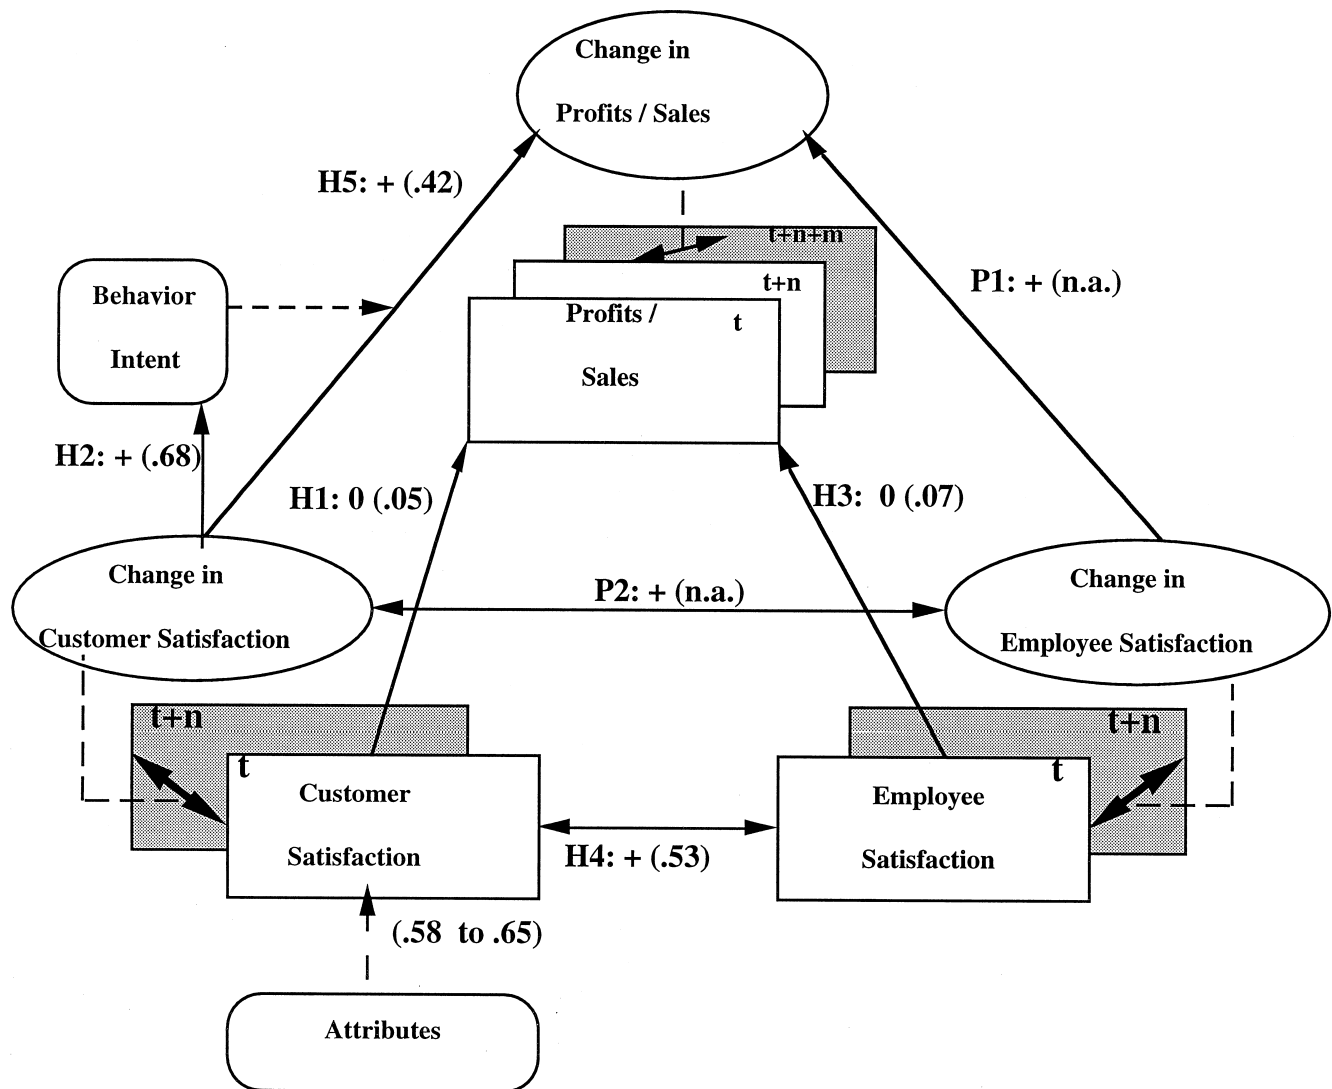 Change in
Profits / Sales
H5: + (.42)
t+n+m
P1: + (n.a.)
t+n
Behavior
Intent
Profits /
t
Sales
H2: + (.68)
H1: 0 (.05)
H3: 0 (.07)
Change in
Customer Satisfaction
P2: + (n.a.)
Change in
Employee Satisfaction
t+n
t
Customer
Satisfaction
H4: + (.53)
t+n
t
Employee
Satisfaction
(.58 to .65)
Attributes